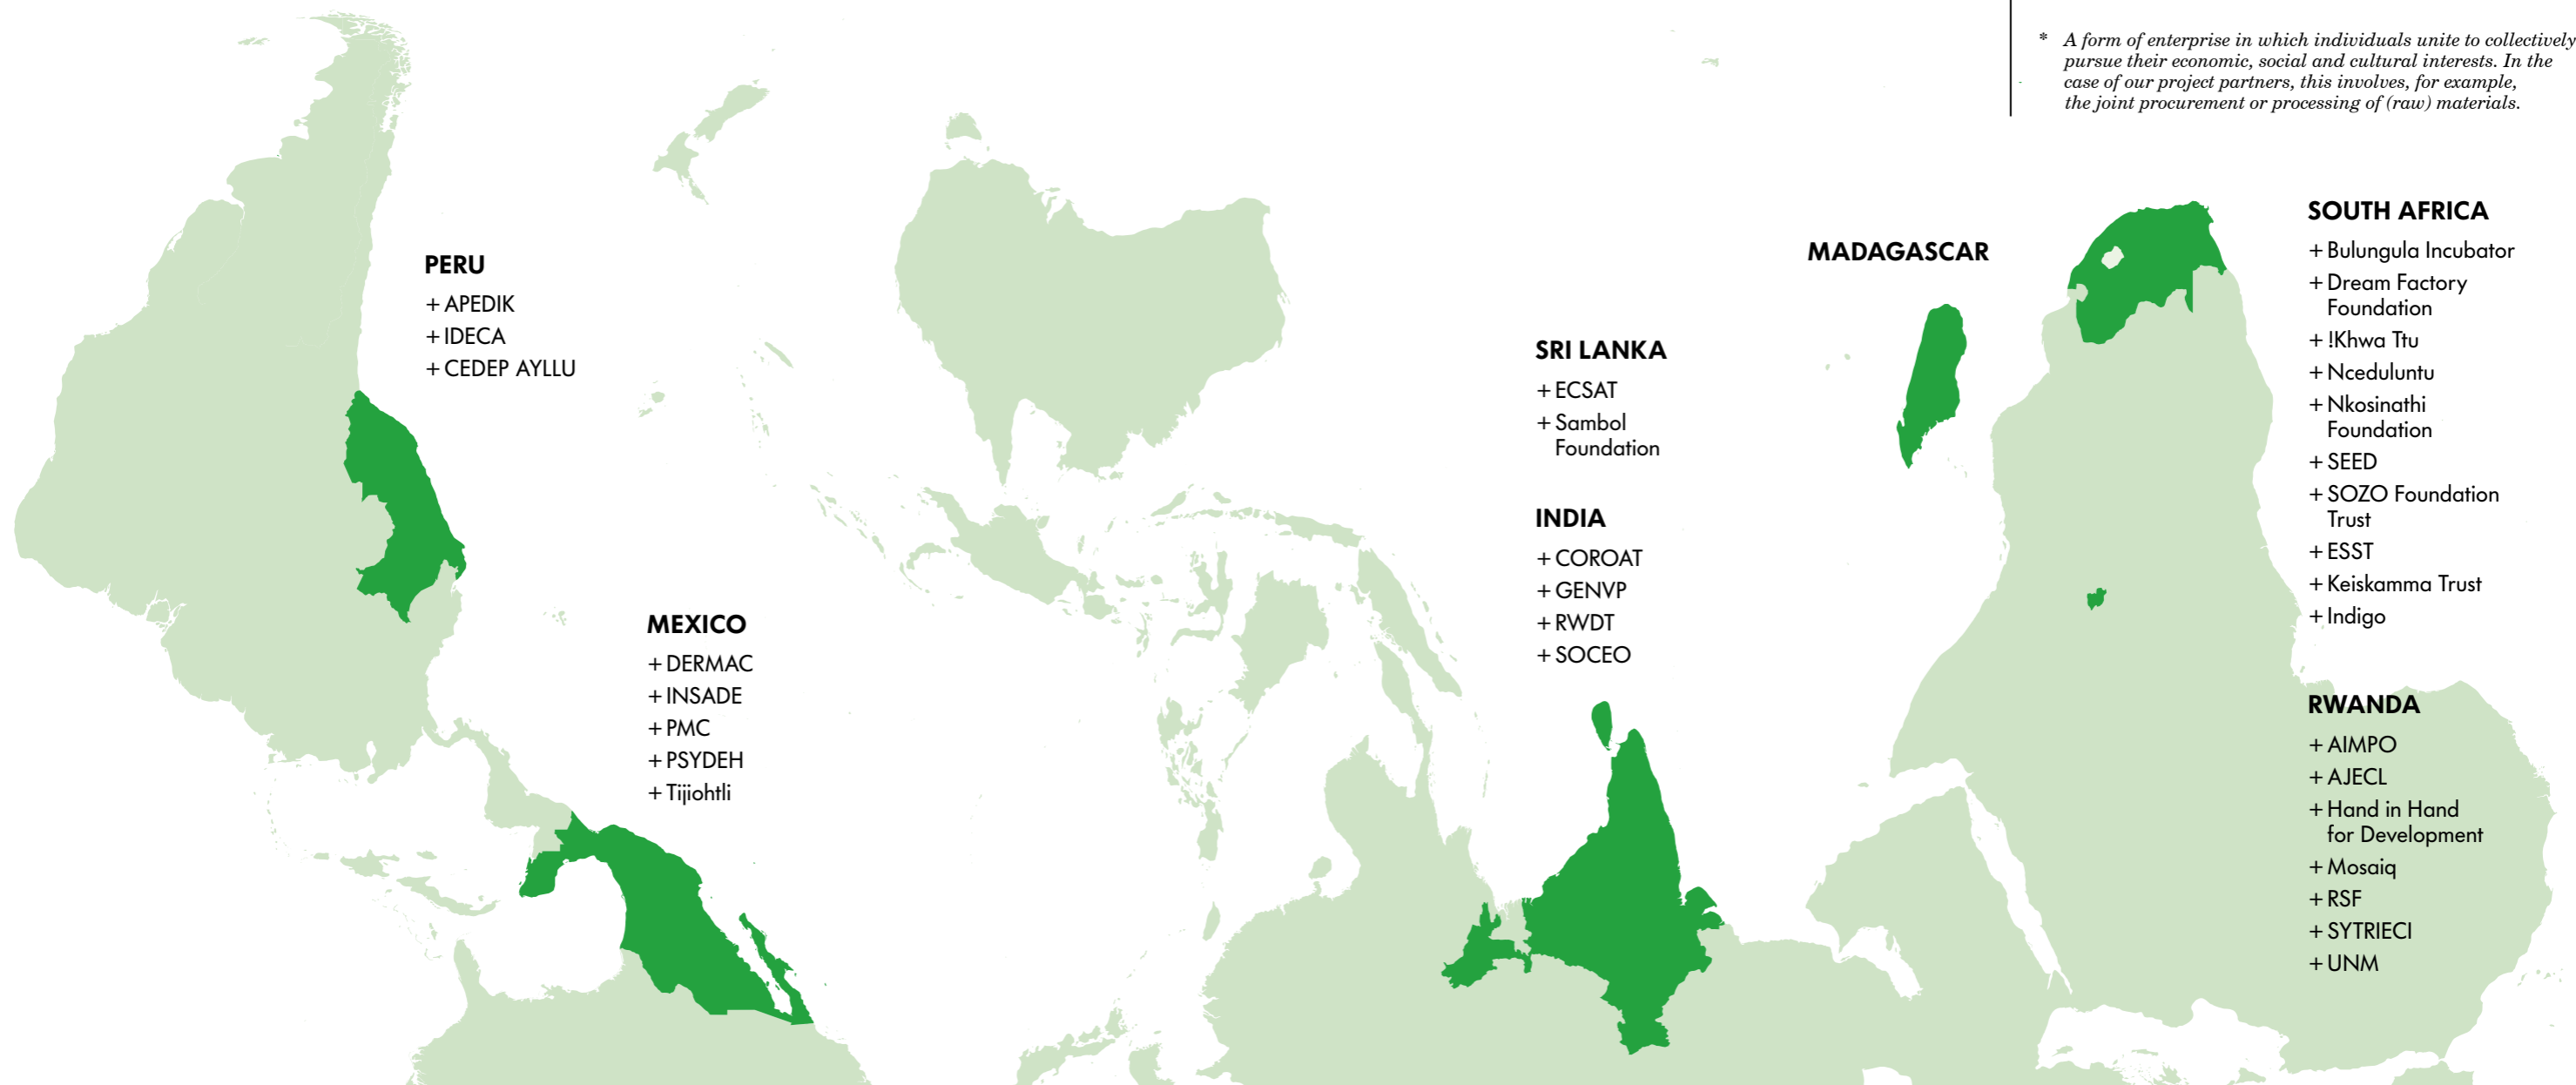 * A form of enterprise in which individuals unite to collectively
pursue their economic, social and cultural interests. In the
case of our project partners, this involves, for example,
the joint procurement or processing of (raw) materials.
PERU
+ APEDIK
+ IDECA
+ CEDEP AYLLU
MEXICO
+ DERMAC
+ INSADE
+ PMC
+ PSYDEH
+ Tijiohtli
SRI LANKA
+ ECSAT
+ Sambol
Foundation
INDIA
+ COROAT
+ GENVP
+ RWDT
+ SOCEO
MADAGASCAR
SOUTH AFRICA
+ Bulungula Incubator
+ Dream Factory
Foundation
+ !Khwa Ttu
+ Nceduluntu
+ Nkosinathi
Foundation
+ SEED
+ SOZO Foundation
Trust
+ ESST
+ Keiskamma Trust
+ Indigo
RWANDA
+ AIMPO
+ AJECL
+ Hand in Hand
for Development
+ Mosaiq
+ RSF
+ SYTRIECI
+ UNM